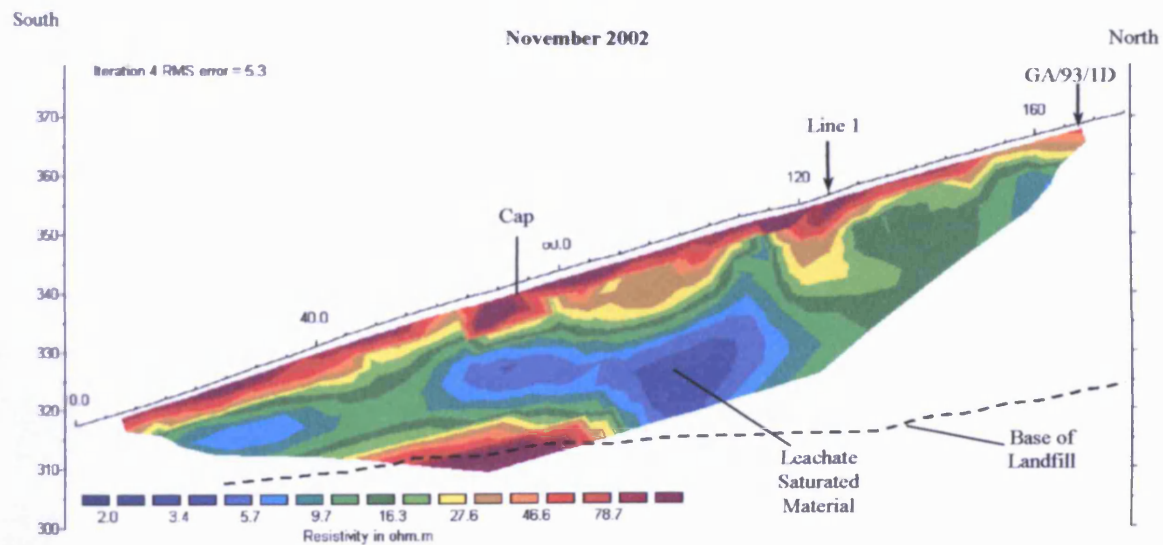 South
November 2002
North
Iteration 4 RMS error = 5.3
GA/93/1D
370
160
Line 1
360
120
Cap
350
80.0
340
40.0
330
0.0
320
310
Base of
Landfill
Leachate
Saturated
Material
2.0 3.4 5.7 9.7 16.3 27.6 46.6 78.7
300
Resistivity in ohm.m